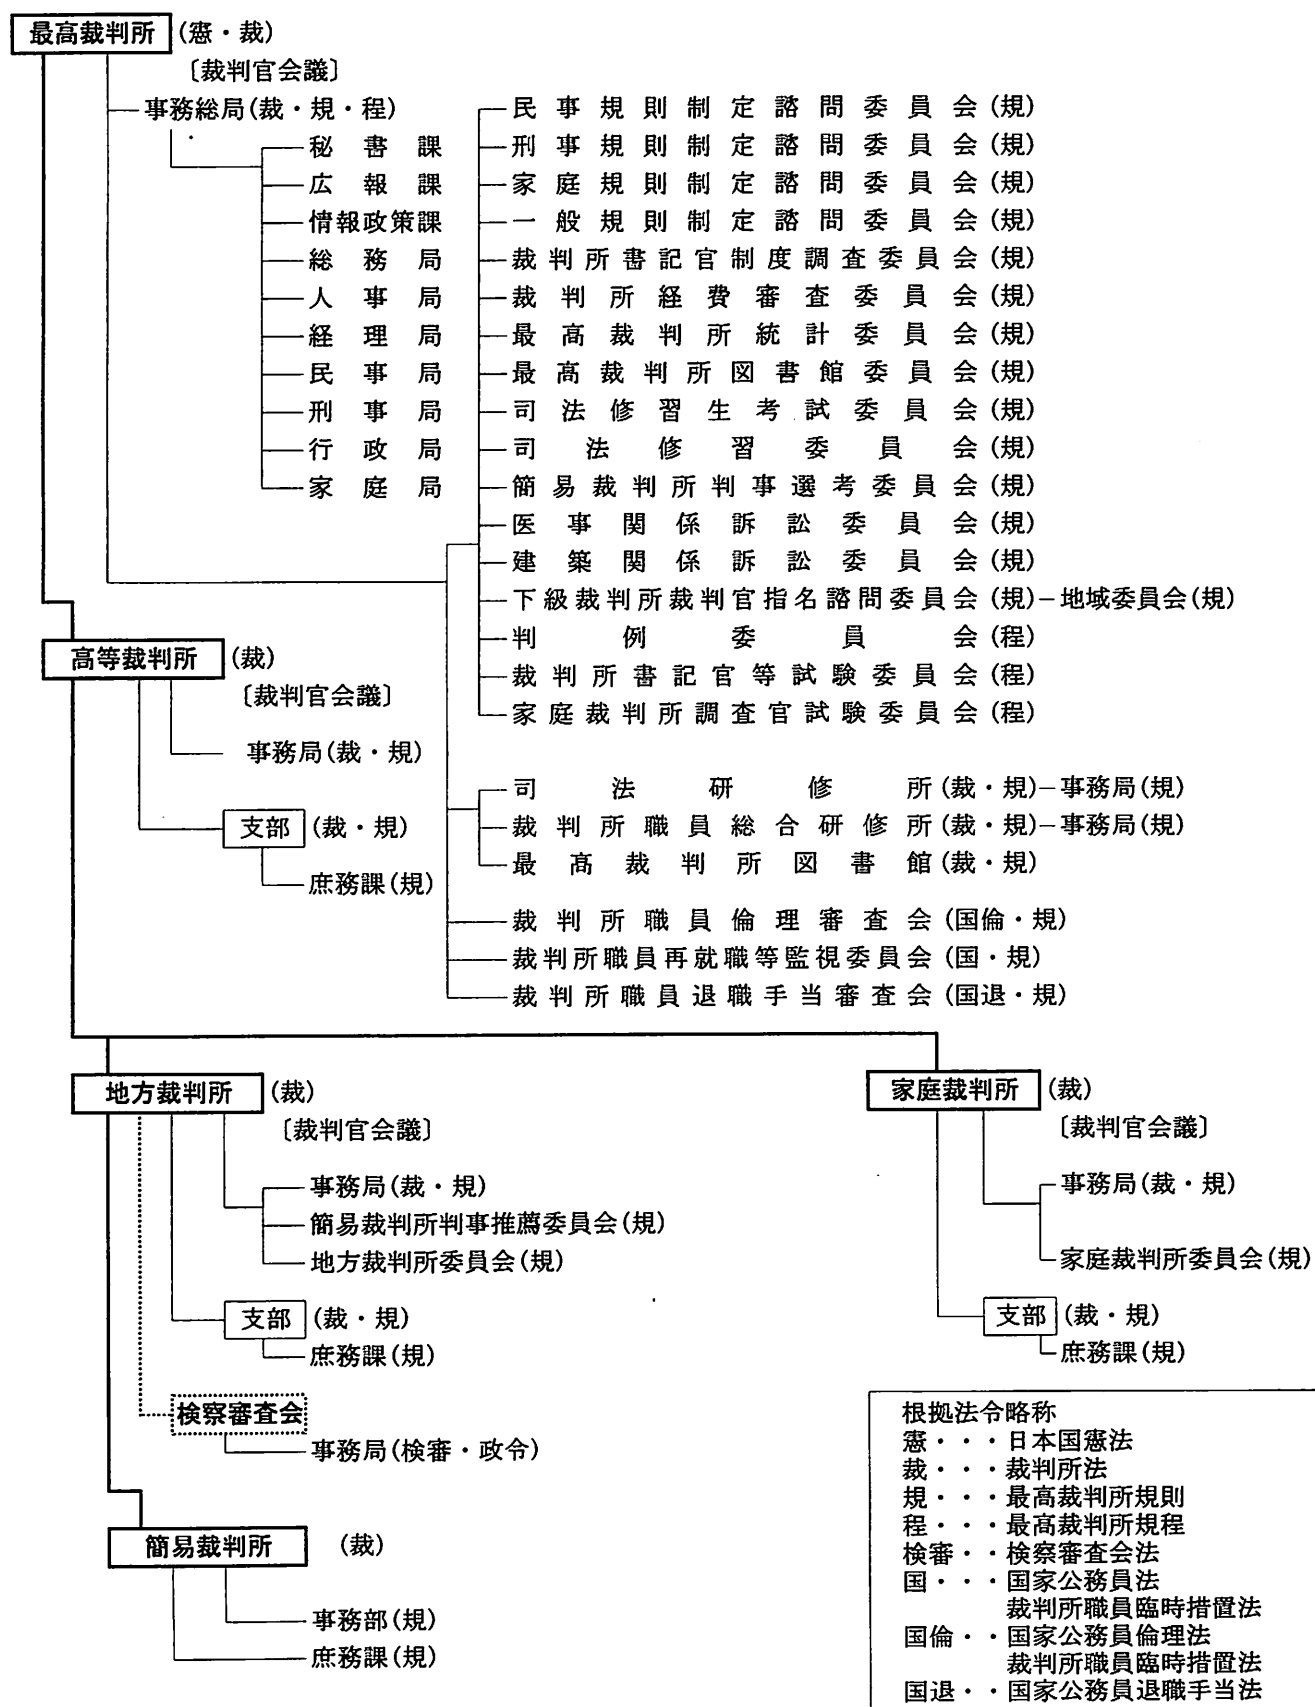 最高裁判所 (憲・裁)
〔裁判官会議〕
事務総局(裁・規・程)
秘書課
広報課
情報政策課
総務局
人事局
経理局
民事局
刑事局
行政局
家庭局
民事規則制定諮問委員会(規)
刑事規則制定諮問委員会(規)
家庭規則制定諮問委員会(規)
一般規則制定諮問委員会(規)
裁判所書記官制度調査委員会(規)
裁判所経費審査委員会(規)
最高裁判所統計委員会(規)
最高裁判所図書館委員会(規)
司法修習生考試委員会(規)
司法修習委員会(規)
簡易裁判所判事選考委員会(規)
医事関係訴訟委員会(規)
建築関係訴訟委員会(規)
下級裁判所裁判官指名諮問委員会(規)-地域委員会(規)
判例委員会(程)
裁判所書記官等試験委員会(程)
家庭裁判所調査官試験委員会(程)
司法研修所(裁・規)-事務局(規)
裁判所職員総合研修所(裁・規)-事務局(規)
最高裁判所図書館(裁・規)
裁判所職員倫理審査会(国倫・規)
裁判所職員再就職等監視委員会(国・規)
裁判所職員退職手当審査会(国退・規)
高等裁判所 (裁)
〔裁判官会議〕
事務局(裁・規)
支部 (裁・規)
庶務課(規)
地方裁判所 (裁)
〔裁判官会議〕
事務局(裁・規)
簡易裁判所判事推薦委員会(規)
地方裁判所委員会(規)
支部 (裁・規)
庶務課(規)
検察審査会
事務局(検審・政令)
簡易裁判所 (裁)
事務部(規)
庶務課(規)
家庭裁判所 (裁)
〔裁判官会議〕
事務局(裁・規)
家庭裁判所委員会(規)
支部 (裁・規)
庶務課(規)
根拠法令略称
憲・・・日本国憲法
裁・・・裁判所法
規・・・最高裁判所規則
程・・・最高裁判所規程
検審・・検察審査会法
国・・・国家公務員法
裁判所職員臨時措置法
国倫・・国家公務員倫理法
裁判所職員臨時措置法
国退・・国家公務員退職手当法